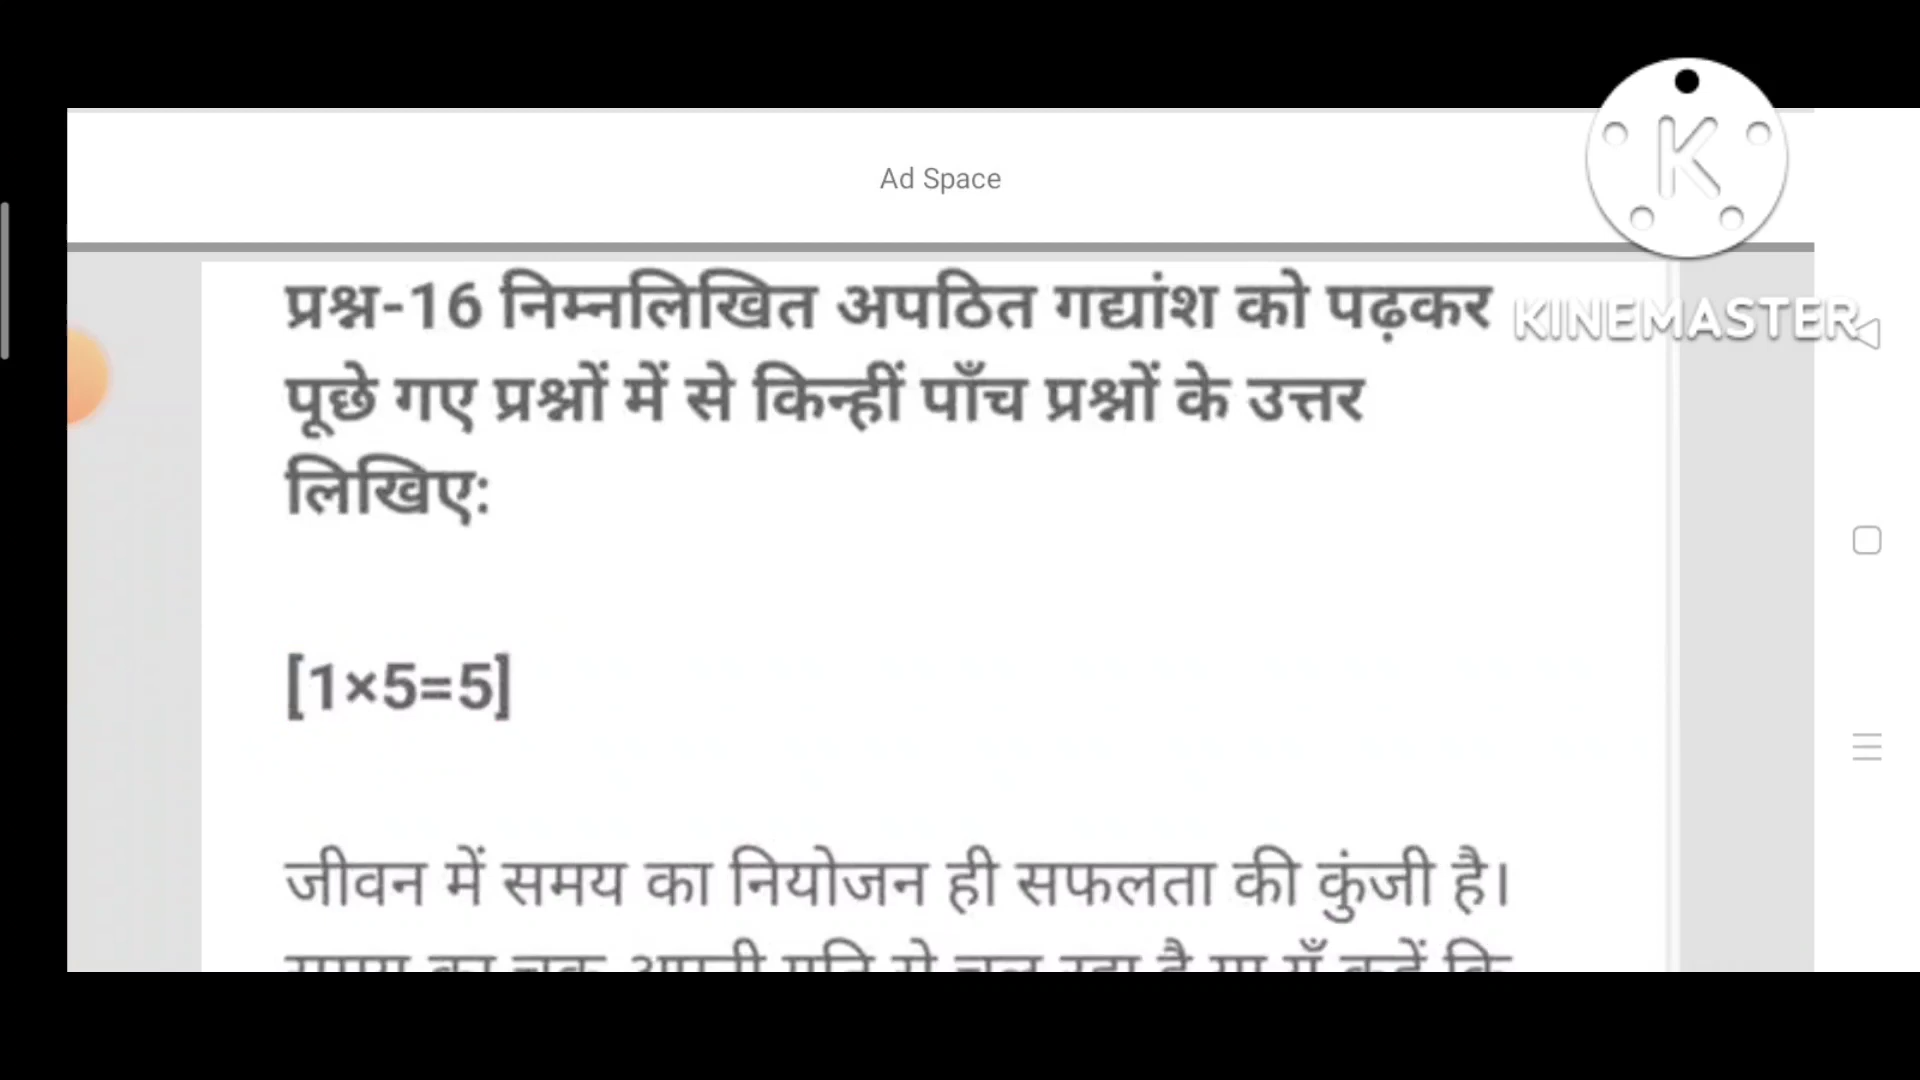 Ad Space
K
KINEMASTER
प्रश्न-16 निम्नलिखित अपठित गद्यांश को पढ़कर
पूछे गए प्रश्नों में से किन्हीं पाँच प्रश्नों के उत्तर
लिखिए:
[1×5=5]
जीवन में समय का नियोजन ही सफलता की कुंजी है।